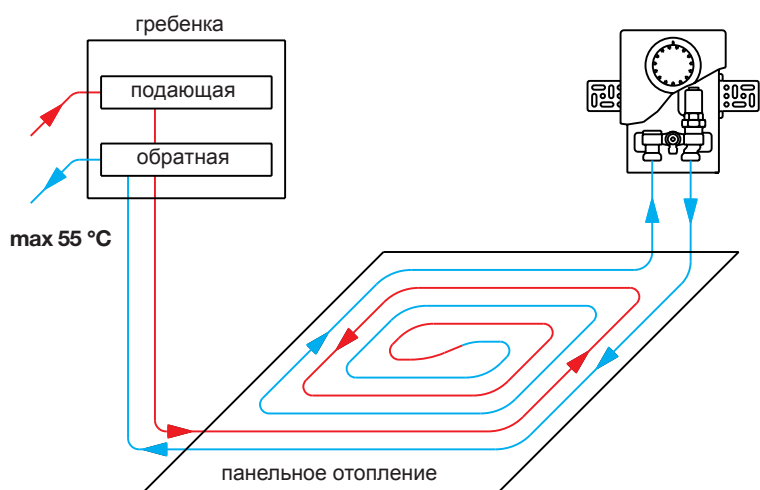 гребенка
подающая
обратная
max 55 °C
панельное отопление